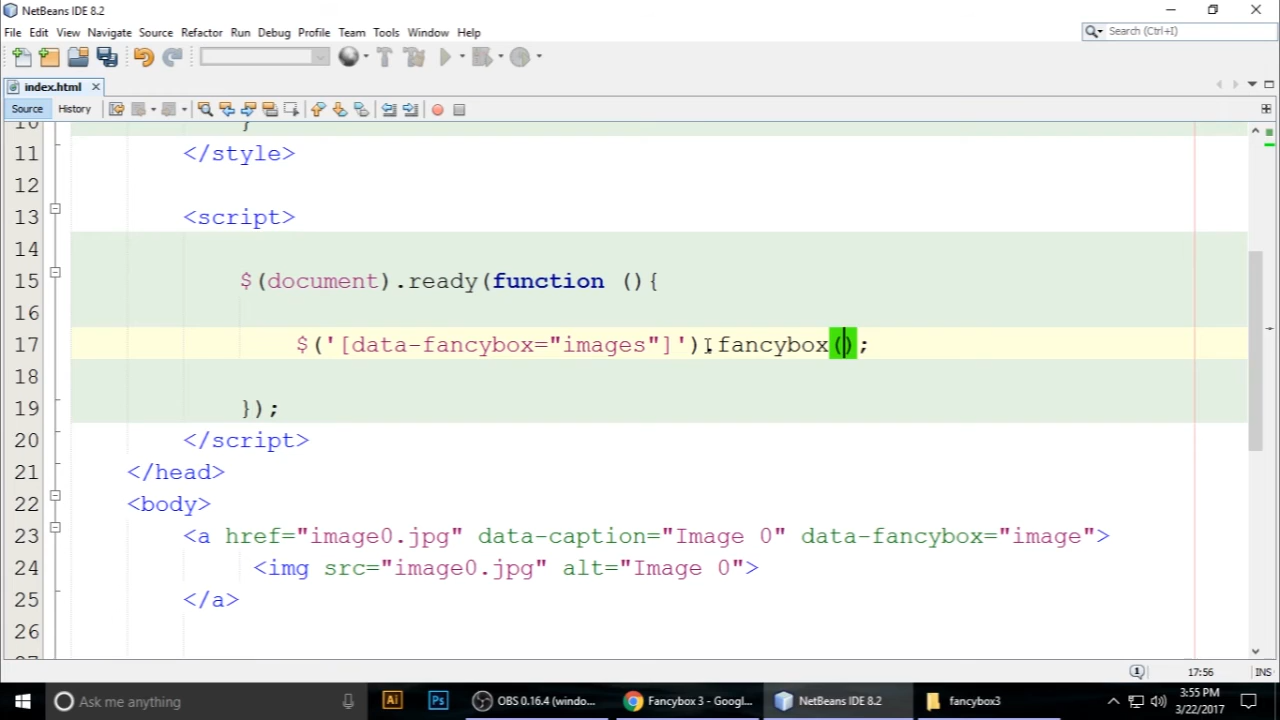 NetBeans IDE 8.2
File Edit View Navigate Source Refactor Run Debug Profile Team Tools Window Help
Search (Ctrl+I)
index.html
Source History
11 </style>
12
13 <script>
14
15 $(document).ready(function (){
16
17 $('[data-fancybox="images"]').fancybox();
18
19 });
20 </script>
21 </head>
22 <body>
23 <a href="image0.jpg" data-caption="Image 0" data-fancybox="image">
24 <img src="image0.jpg" alt="Image 0">
25 </a>
26
1 17:56 INS
Ask me anything Ai Ps OBS 0.16.4 (windo... Fancybox 3 - Googl... NetBeans IDE 8.2 fancybox3 3:55 PM
3/22/2017